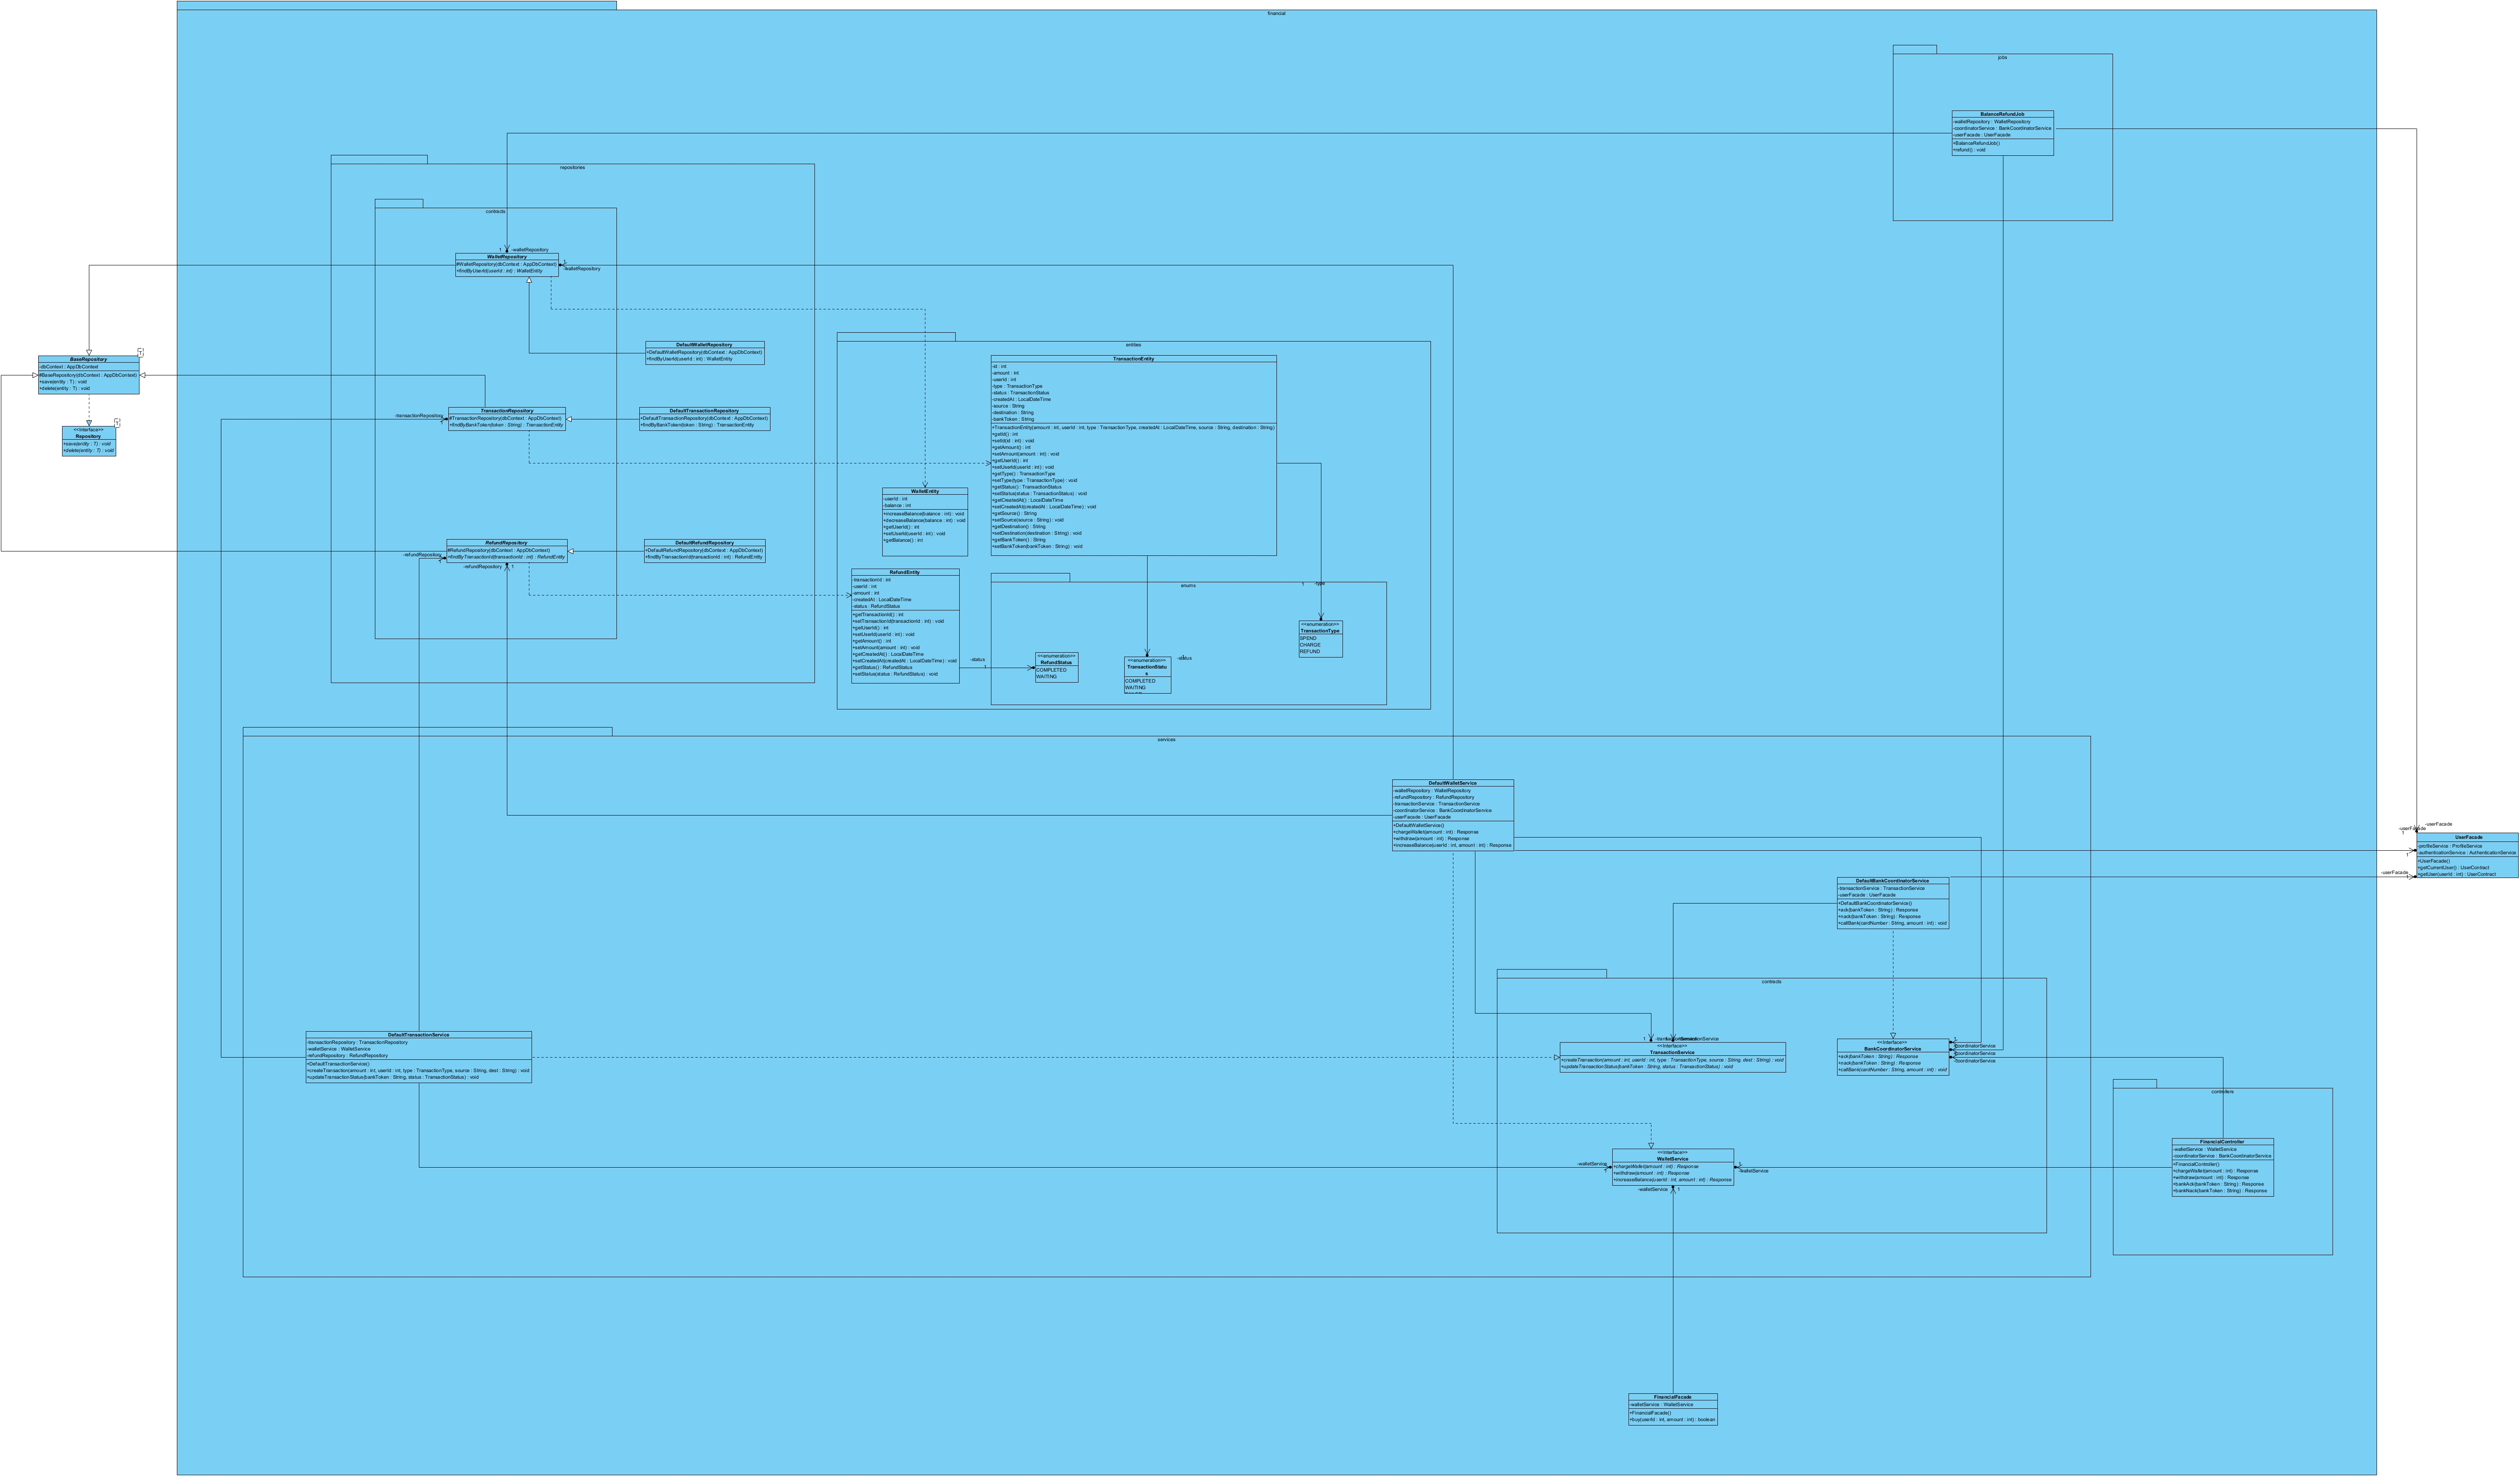 financial
jobs
BalanceRefundJob
-walletRepository : WalletRepository
-coordinatorService : BankCoordinatorService
-userFacade : UserFacade
+BalanceRefundJob()
+refund() : void
repositories
contracts
1
-walletRepository
WalletRepository
#WalletRepository(dbContext : AppDbContext)
+findByUserId(userId : int) : WalletEntity
1
-walletRepository
DefaultWalletRepository
+DefaultWalletRepository(dbContext : AppDbContext)
+findByUserId(userId : int) : WalletEntity
BaseRepository
T
-dbContext : AppDbContext
#BaseRepository(dbContext : AppDbContext)
+save(entity : T) : void
+delete(entity : T) : void
<<Interface>>
Repository
T
+save(entity : T) : void
+delete(entity : T) : void
-transactionRepository
1
TransactionRepository
#TransactionRepository(dbContext : AppDbContext)
+findByBankToken(token : String) : TransactionEntity
DefaultTransactionRepository
+DefaultTransactionRepository(dbContext : AppDbContext)
+findByBankToken(token : String) : TransactionEntity
-refundRepository
1
RefundRepository
#RefundRepository(dbContext : AppDbContext)
+findByTransactionId(transactionId : int) : RefundEntity
-refundRepository
1
DefaultRefundRepository
+DefaultRefundRepository(dbContext : AppDbContext)
+findByTransactionId(transactionId : int) : RefundEntity
entities
TransactionEntity
-id : int
-amount : int
-userId : int
-type : TransactionType
-status : TransactionStatus
-createdAt : LocalDateTime
-source : String
-destination : String
-bankToken : String
+TransactionEntity(amount : int, userId : int, type : TransactionType, createdAt : LocalDateTime, source : String, destination : String)
+getId() : int
+setId(id : int) : void
+getAmount() : int
+setAmount(amount : int) : void
+getUserId() : int
+setUserId(userId : int) : void
+getType() : TransactionType
+setType(type : TransactionType) : void
+getStatus() : TransactionStatus
+setStatus(status : TransactionStatus) : void
+getCreatedAt() : LocalDateTime
+setCreatedAt(createdAt : LocalDateTime) : void
+getSource() : String
+setSource(source : String) : void
+getDestination() : String
+setDestination(destination : String) : void
+getBankToken() : String
+setBankToken(bankToken : String) : void
WalletEntity
-userId : int
-balance : int
+increaseBalance(balance : int) : void
+decreaseBalance(balance : int) : void
+getUserId() : int
+setUserId(userId : int) : void
+getBalance() : int
RefundEntity
-transactionId : int
-userId : int
-amount : int
-createdAt : LocalDateTime
-status : RefundStatus
+getTransactionId() : int
+setTransactionId(transactionId : int) : void
+getUserId() : int
+setUserId(userId : int) : void
+getAmount() : int
+setAmount(amount : int) : void
+getCreatedAt() : LocalDateTime
+setCreatedAt(createdAt : LocalDateTime) : void
+getStatus() : RefundStatus
+setStatus(status : RefundStatus) : void
enums
1
-type
-status
1
<<enumeration>>
RefundStatus
COMPLETED
WAITING
<<enumeration>>
TransactionStatu
s
COMPLETED
WAITING
-status
1
<<enumeration>>
TransactionType
SPEND
CHARGE
REFUND
services
DefaultWalletService
-walletRepository : WalletRepository
-refundRepository : RefundRepository
-transactionService : TransactionService
-coordinatorService : BankCoordinatorService
-userFacade : UserFacade
+DefaultWalletService()
+chargeWallet(amount : int) : Response
+withdraw(amount : int) : Response
+increaseBalance(userId : int, amount : int) : Response
-userFacade
-userFacade
1
UserFacade
-profileService : ProfileService
-authenticationService : AuthenticationService
+UserFacade()
+getCurrentUser() : UserContract
+getUser(userId : int) : UserContract
1
-userFacade
1
DefaultBankCoordinatorService
-transactionService : TransactionService
-userFacade : UserFacade
+DefaultBankCoordinatorService()
+ack(bankToken : String) : Response
+nack(bankToken : String) : Response
+callBank(cardNumber : String, amount : int) : void
contracts
DefaultTransactionService
-transactionRepository : TransactionRepository
-walletService : WalletService
-refundRepository : RefundRepository
+DefaultTransactionService()
+createTransaction(amount : int, userId : int, type : TransactionType, source : String, dest : String) : void
+updateTransactionStatus(bankToken : String, status : TransactionStatus) : void
1
<<Interface>>
TransactionService
+createTransaction(amount : int, userId : int, type : TransactionType, source : String, dest : String) : void
+updateTransactionStatus(bankToken : String, status : TransactionStatus) : void
<<Interface>>
BankCoordinatorService
+ack(bankToken : String) : Response
+nack(bankToken : String) : Response
+callBank(cardNumber : String, amount : int) : void
-coordinatorService
-coordinatorService
-coordinatorService
controllers
FinancialController
-walletService : WalletService
-coordinatorService : BankCoordinatorService
+FinancialController()
+chargeWallet(amount : int) : Response
+withdraw(amount : int) : Response
+bankAck(bankToken : String) : Response
+bankNack(bankToken : String) : Response
-walletService
1
<<Interface>>
WalletService
+chargeWallet(amount : int) : Response
+withdraw(amount : int) : Response
+increaseBalance(userId : int, amount : int) : Response
1
-walletService
-walletService
1
FinancialFacade
-walletService : WalletService
+FinancialFacade()
+buy(userId : int, amount : int) : boolean